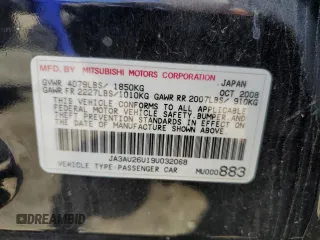 MFD BY MITSUBISHI MOTORS CORPORATION JAPAN
GVWR 4079LBS/ 1850KG OCT 2008
GAWR FR 2227LBS/1010KG GAWR RR 2007LBS/ 910KG
THIS VEHICLE CONFORMS TO ALL APPLICABLE
FEDERAL MOTOR VEHICLE SAFETY, BUMPER, AND
THEFT PREVENTION STANDARDS IN EFFECT ON
THE DATE OF MANUFACTURE SHOWN ABOVE.
JA3AU26U19U032068
VEHICLE TYPE PASSENGER CAR MU000883
AUTOBIDMASTER